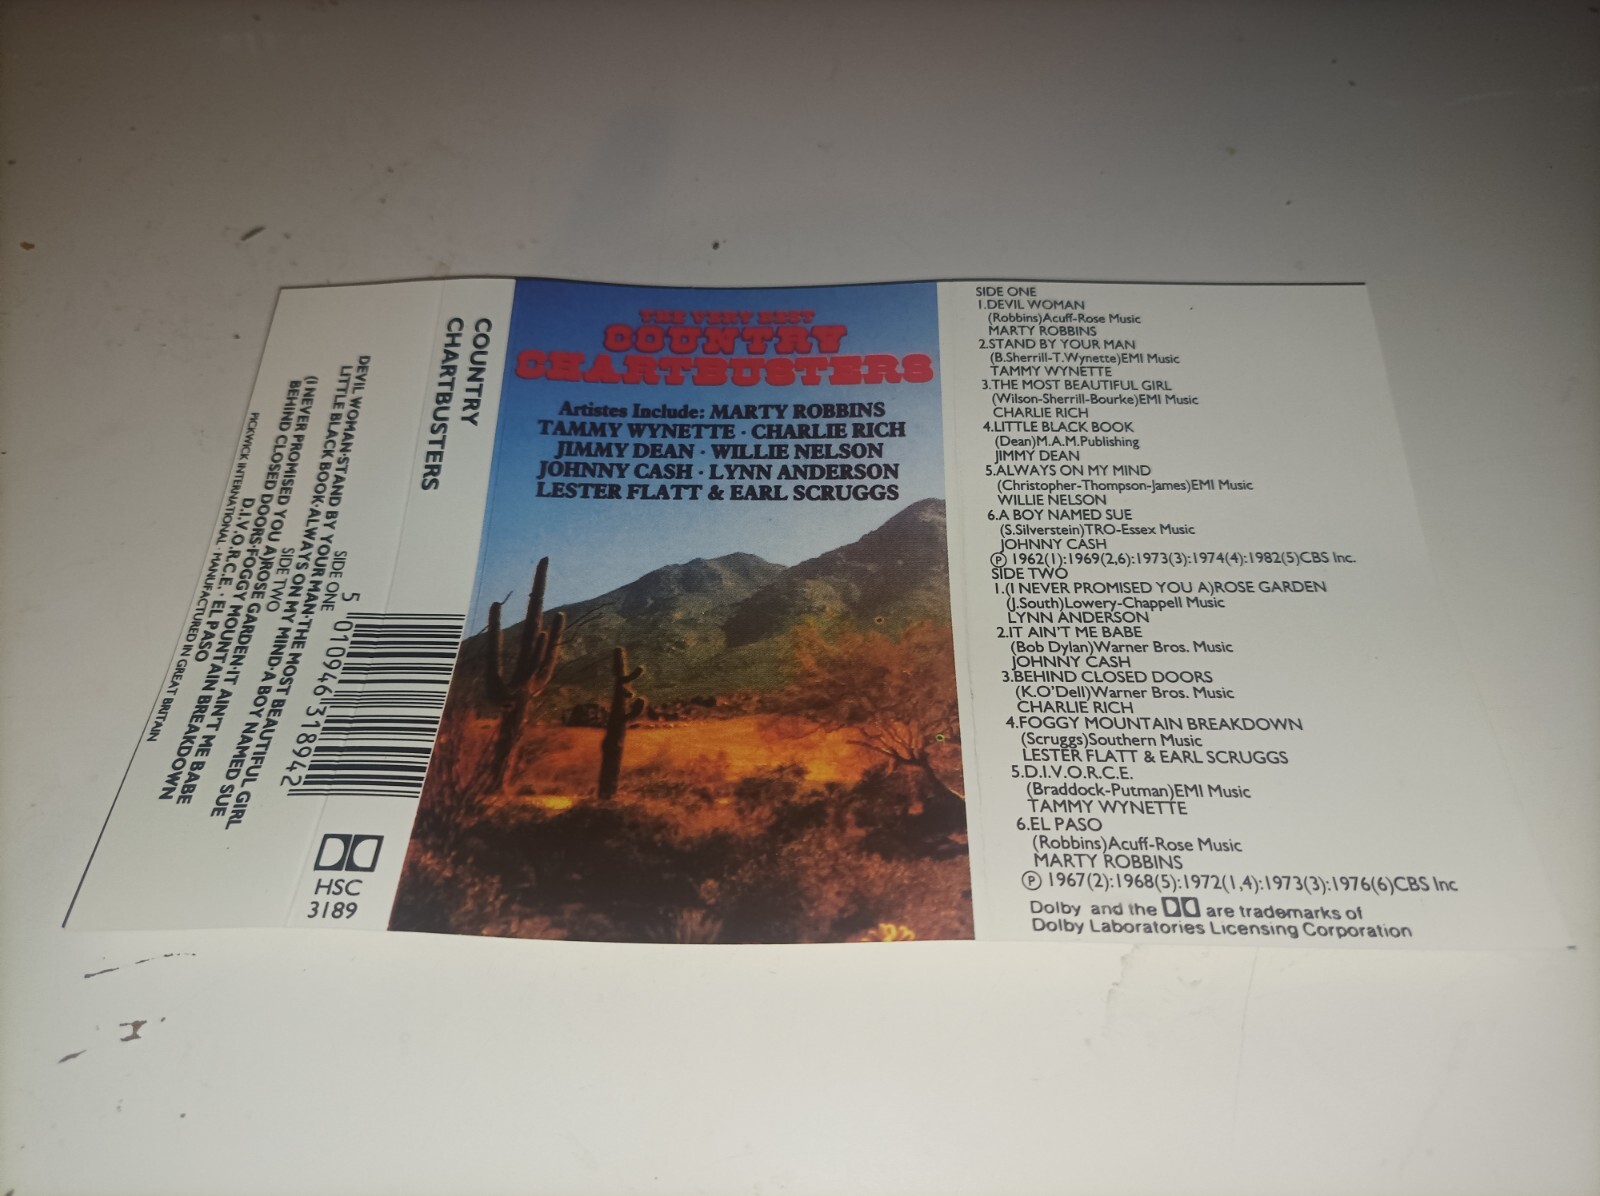 THE VERY BEST
COUNTRY
CHARTBUSTERS
Artistes Include: MARTY ROBBINS
TAMMY WYNETTE · CHARLIE RICH
JIMMY DEAN · WILLIE NELSON
JOHNNY CASH · LYNN ANDERSON
LESTER FLATT & EARL SCRUGGS
COUNTRY
CHARTBUSTERS
HSC
3189
5 010946 318942
SIDE ONE
DEVIL WOMAN·STAND BY YOUR MAN·THE MOST BEAUTIFUL GIRL
LITTLE BLACK BOOK·ALWAYS ON MY MIND·A BOY NAMED SUE
SIDE TWO
(I NEVER PROMISED YOU A)ROSE GARDEN·IT AIN'T ME BABE
BEHIND CLOSED DOORS·FOGGY MOUNTAIN BREAKDOWN
D.I.V.O.R.C.E. · EL PASO
PICKWICK INTERNATIONAL · MANUFACTURED IN GREAT BRITAIN
SIDE ONE
1.DEVIL WOMAN
(Robbins)Acuff-Rose Music
MARTY ROBBINS
2.STAND BY YOUR MAN
(B.Sherrill-T.Wynette)EMI Music
TAMMY WYNETTE
3.THE MOST BEAUTIFUL GIRL
(Wilson-Sherrill-Bourke)EMI Music
CHARLIE RICH
4.LITTLE BLACK BOOK
(Dean)M.A.M.Publishing
JIMMY DEAN
5.ALWAYS ON MY MIND
(Christopher-Thompson-James)EMI Music
WILLIE NELSON
6.A BOY NAMED SUE
(S.Silverstein)TRO-Essex Music
JOHNNY CASH
℗ 1962(1):1969(2,6):1973(3):1974(4):1982(5)CBS Inc.
SIDE TWO
1.(I NEVER PROMISED YOU A)ROSE GARDEN
(J.South)Lowery-Chappell Music
LYNN ANDERSON
2.IT AIN'T ME BABE
(Bob Dylan)Warner Bros. Music
JOHNNY CASH
3.BEHIND CLOSED DOORS
(K.O'Dell)Warner Bros. Music
CHARLIE RICH
4.FOGGY MOUNTAIN BREAKDOWN
(Scruggs)Southern Music
LESTER FLATT & EARL SCRUGGS
5.D.I.V.O.R.C.E.
(Braddock-Putman)EMI Music
TAMMY WYNETTE
6.EL PASO
(Robbins)Acuff-Rose Music
MARTY ROBBINS
℗ 1967(2):1968(5):1972(1,4):1973(3):1976(6)CBS Inc
Dolby and the DD are trademarks of
Dolby Laboratories Licensing Corporation